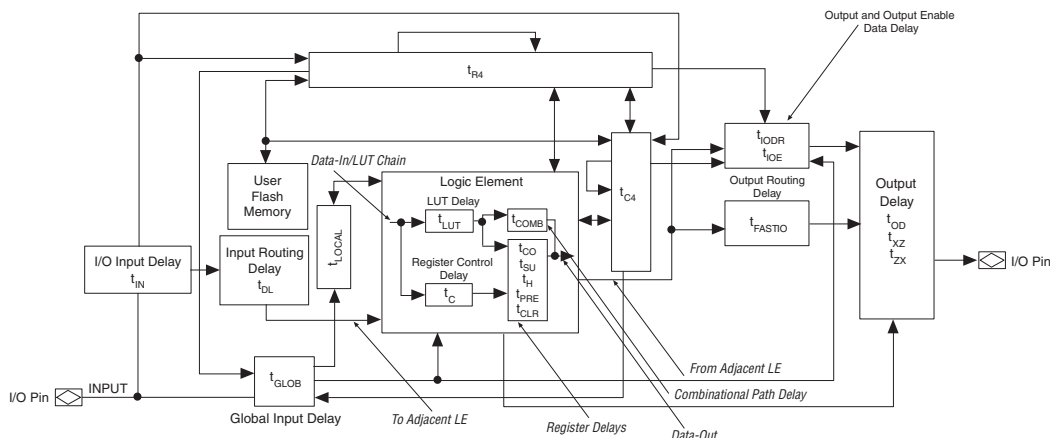 Output and Output Enable
Data Delay
tR4
tIODR
tIOE
Data-In/LUT Chain
User
Flash
Memory
Logic Element
LUT Delay
tLUT
tCOMB
tC4
Output Routing
Delay
tFASTIO
Output
Delay
tOD
tXZ
tZX
I/O Pin
tLOCAL
I/O Input Delay
tIN
Input Routing
Delay
tDL
Register Control
Delay
tC
tCO
tSU
tH
tPRE
tCLR
From Adjacent LE
I/O Pin
INPUT
tGLOB
Global Input Delay
To Adjacent LE
Combinational Path Delay
Register Delays
Data-Out